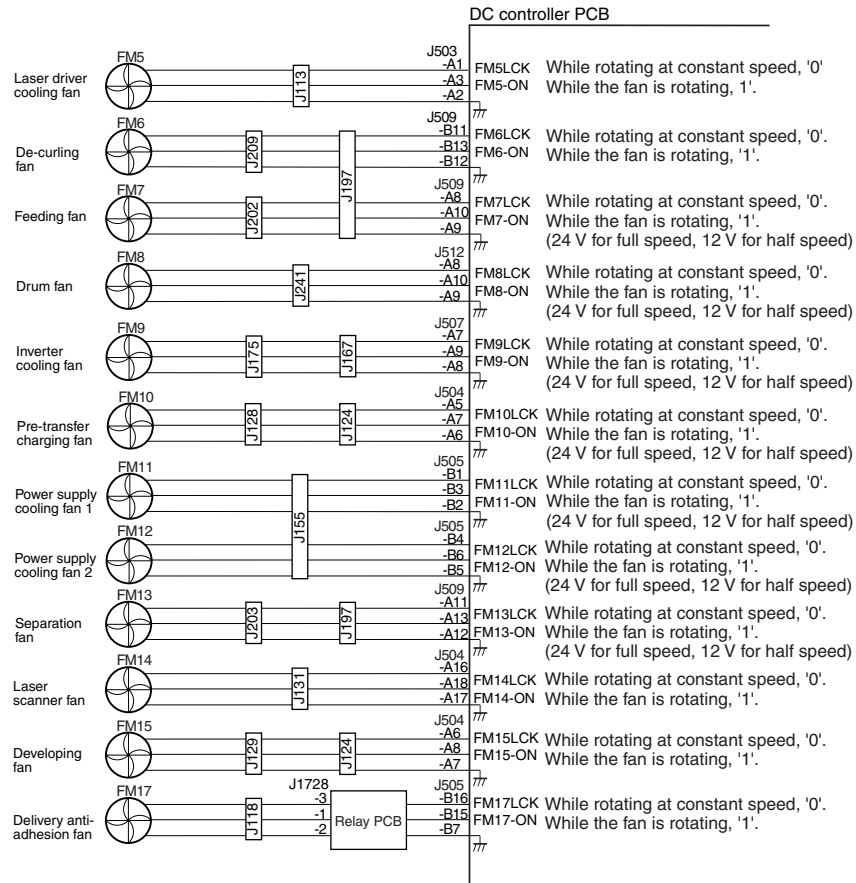 DC controller PCB
FM5
Laser driver
cooling fan
J113
J503
-A1
-A3
-A2
FM5LCK While rotating at constant speed, '0'
FM5-ON While the fan is rotating, 1'.
FM6
De-curling
fan
J209
J197
J509
-B11
-B13
-B12
FM6LCK While rotating at constant speed, '0'.
FM6-ON While the fan is rotating, '1'.
FM7
Feeding fan
J202
J509
-A8
-A10
-A9
FM7LCK While rotating at constant speed, '0'.
FM7-ON While the fan is rotating, '1'.
(24 V for full speed, 12 V for half speed)
FM8
Drum fan
J241
J512
-A8
-A10
-A9
FM8LCK While rotating at constant speed, '0'.
FM8-ON While the fan is rotating, '1'.
(24 V for full speed, 12 V for half speed)
FM9
Inverter
cooling fan
J175
J167
J507
-A7
-A9
-A8
FM9LCK While rotating at constant speed, '0'.
FM9-ON While the fan is rotating, '1'.
(24 V for full speed, 12 V for half speed)
FM10
Pre-transfer
charging fan
J128
J124
J504
-A5
-A7
-A6
FM10LCK While rotating at constant speed, '0'.
FM10-ON While the fan is rotating, '1'.
(24 V for full speed, 12 V for half speed)
FM11
Power supply
cooling fan 1
J155
J505
-B1
-B3
-B2
FM11LCK While rotating at constant speed, '0'.
FM11-ON While the fan is rotating, '1'.
(24 V for full speed, 12 V for half speed)
FM12
Power supply
cooling fan 2
J505
-B4
-B6
-B5
FM12LCK While rotating at constant speed, '0'.
FM12-ON While the fan is rotating, '1'.
(24 V for full speed, 12 V for half speed)
FM13
Separation
fan
J203
J197
J509
-A11
-A13
-A12
FM13LCK While rotating at constant speed, '0'.
FM13-ON While the fan is rotating, '1'.
(24 V for full speed, 12 V for half speed)
FM14
Laser
scanner fan
J131
J504
-A16
-A18
-A17
FM14LCK While rotating at constant speed, '0'.
FM14-ON While the fan is rotating, '1'.
FM15
Developing
fan
J129
J124
J504
-A6
-A8
-A7
FM15LCK While rotating at constant speed, '0'.
FM15-ON While the fan is rotating, '1'.
FM17
Delivery anti-
adhesion fan
J118
J1728
-3
-1
-2
Relay PCB
J505
-B16
-B15
-B7
FM17LCK While rotating at constant speed, '0'.
FM17-ON While the fan is rotating, '1'.